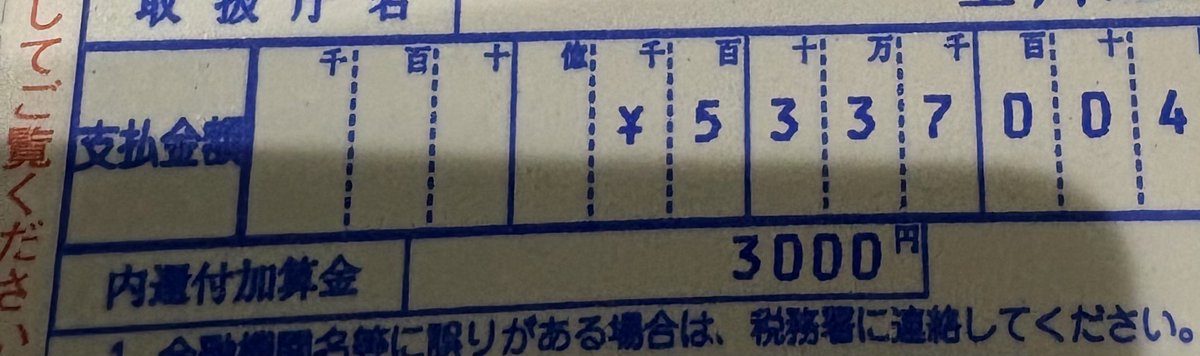 してご覧ください
取扱庁名
千百十億千百十万千百十
支払金額 ¥5337004
内還付加算金 3000円
1 金融機関名等に誤りがある場合は、税務署に連絡してください。